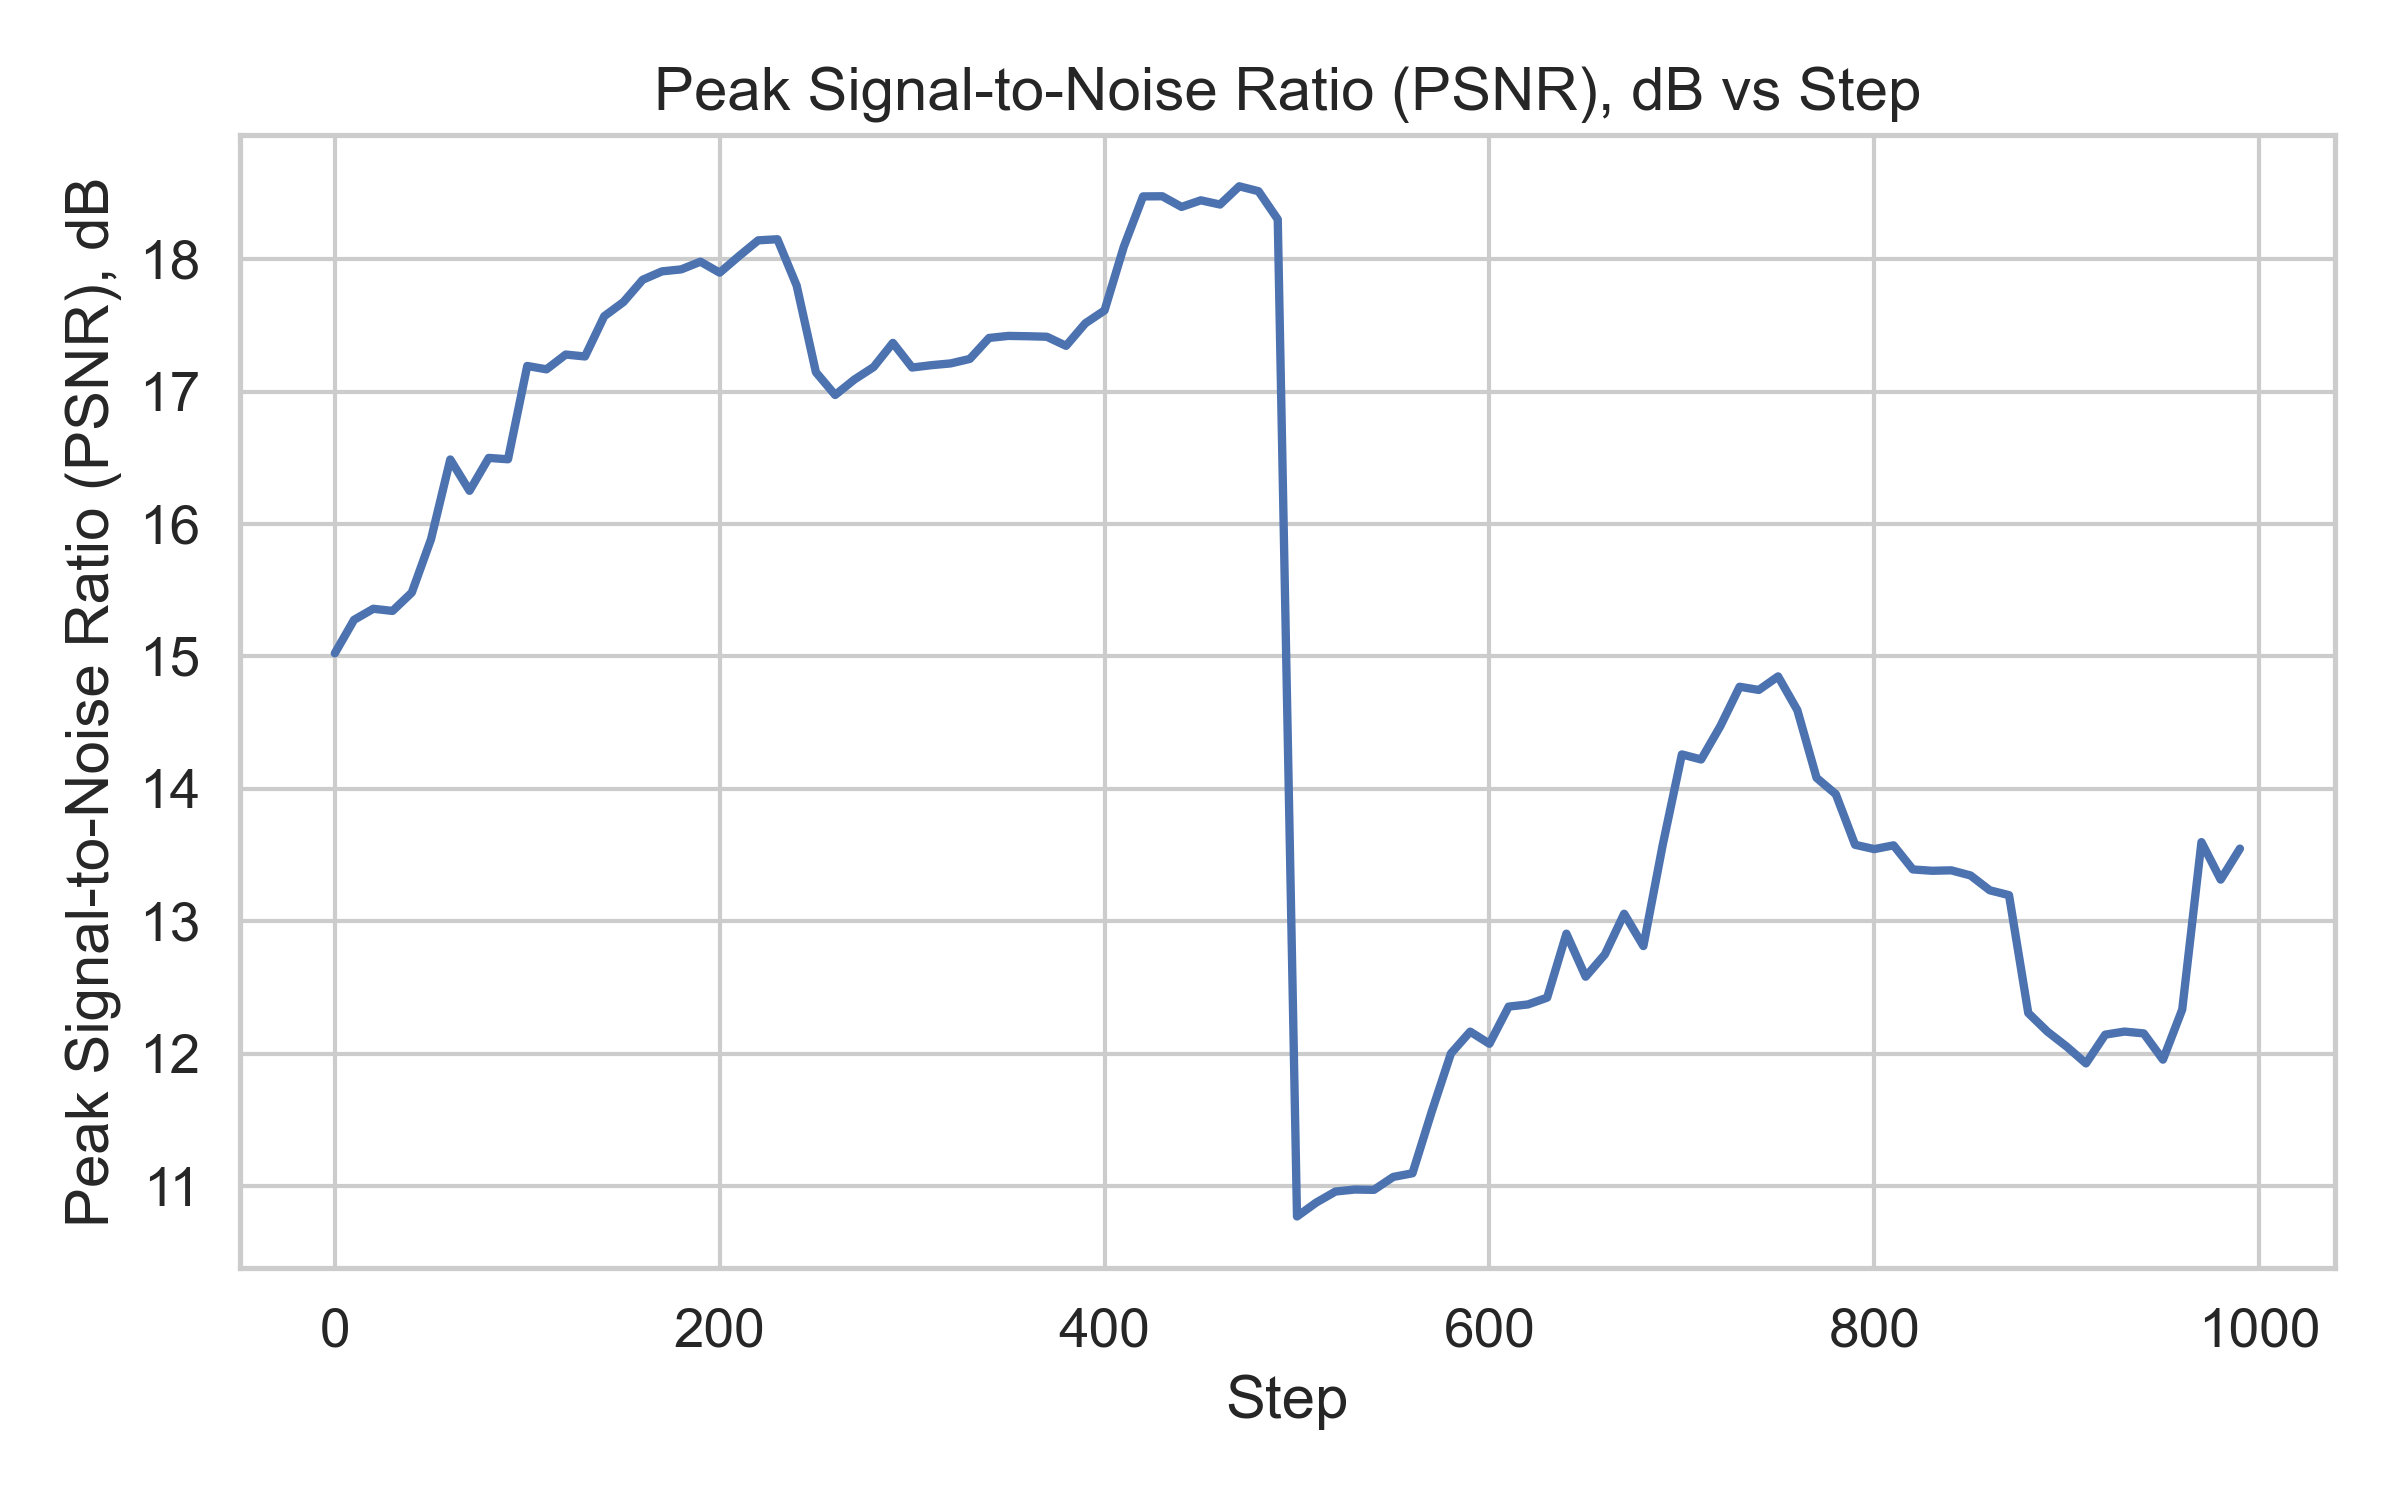 Peak Signal-to-Noise Ratio (PSNR), dB vs Step
Peak Signal-to-Noise Ratio (PSNR), dB
18
17
16
15
14
13
12
11
0 200 400 600 800 1000
Step